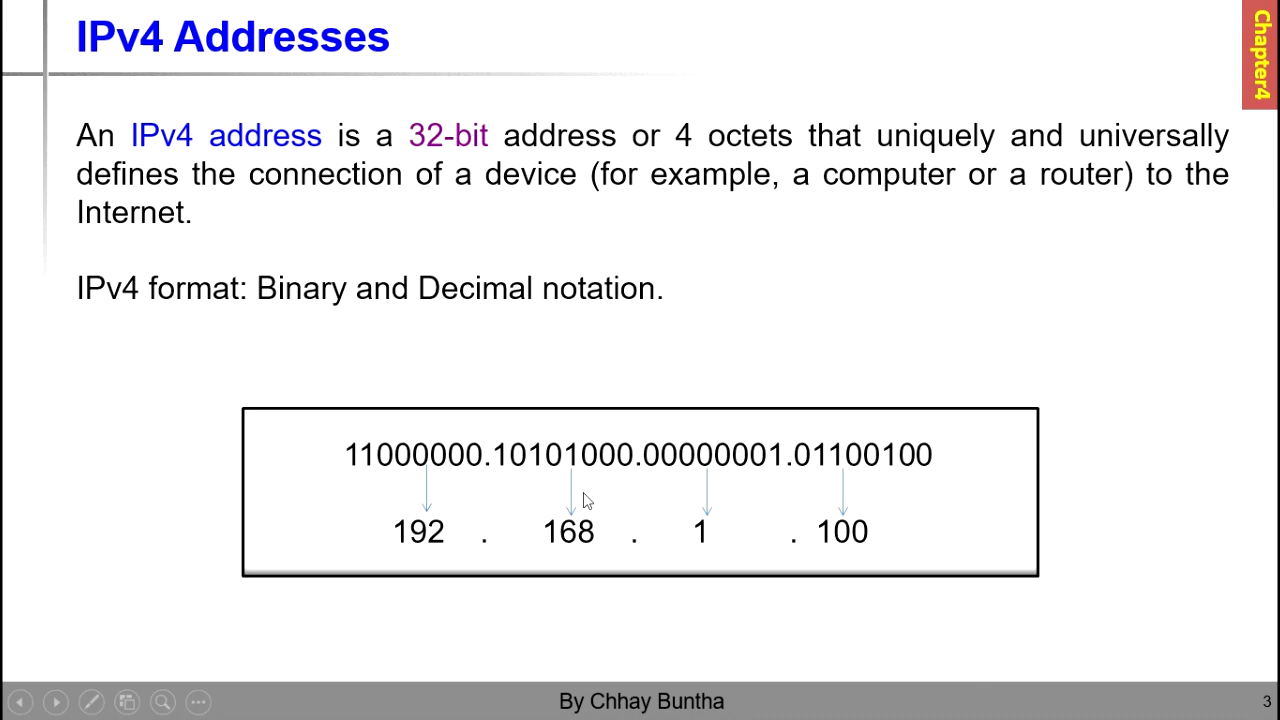 IPv4 Addresses
Chapter4
An IPv4 address is a 32-bit address or 4 octets that uniquely and universally
defines the connection of a device (for example, a computer or a router) to the
Internet.
IPv4 format: Binary and Decimal notation.
11000000.10101000.00000001.01100100
192 . 168 . 1 . 100
By Chhay Buntha
3